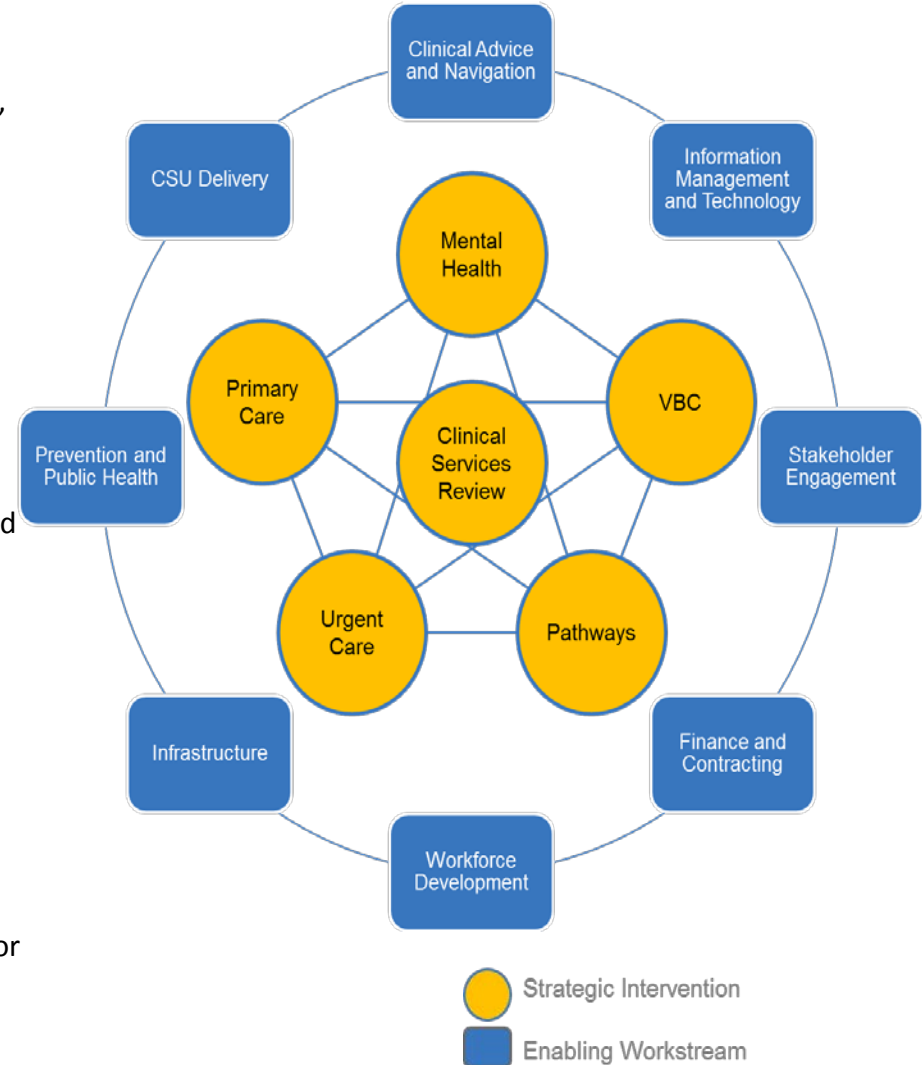 Clinical Advice
and Navigation
,
CSU Delivery
Information
Management
and Technology
Mental
Health
Primary
Care
VBC
Clinical
Services
Review
Prevention and
Public Health
Stakeholder
Engagement
d
Urgent
Care
Pathways
Infrastructure
Finance and
Contracting
Workforce
Development
or
Strategic Intervention
Enabling Workstream